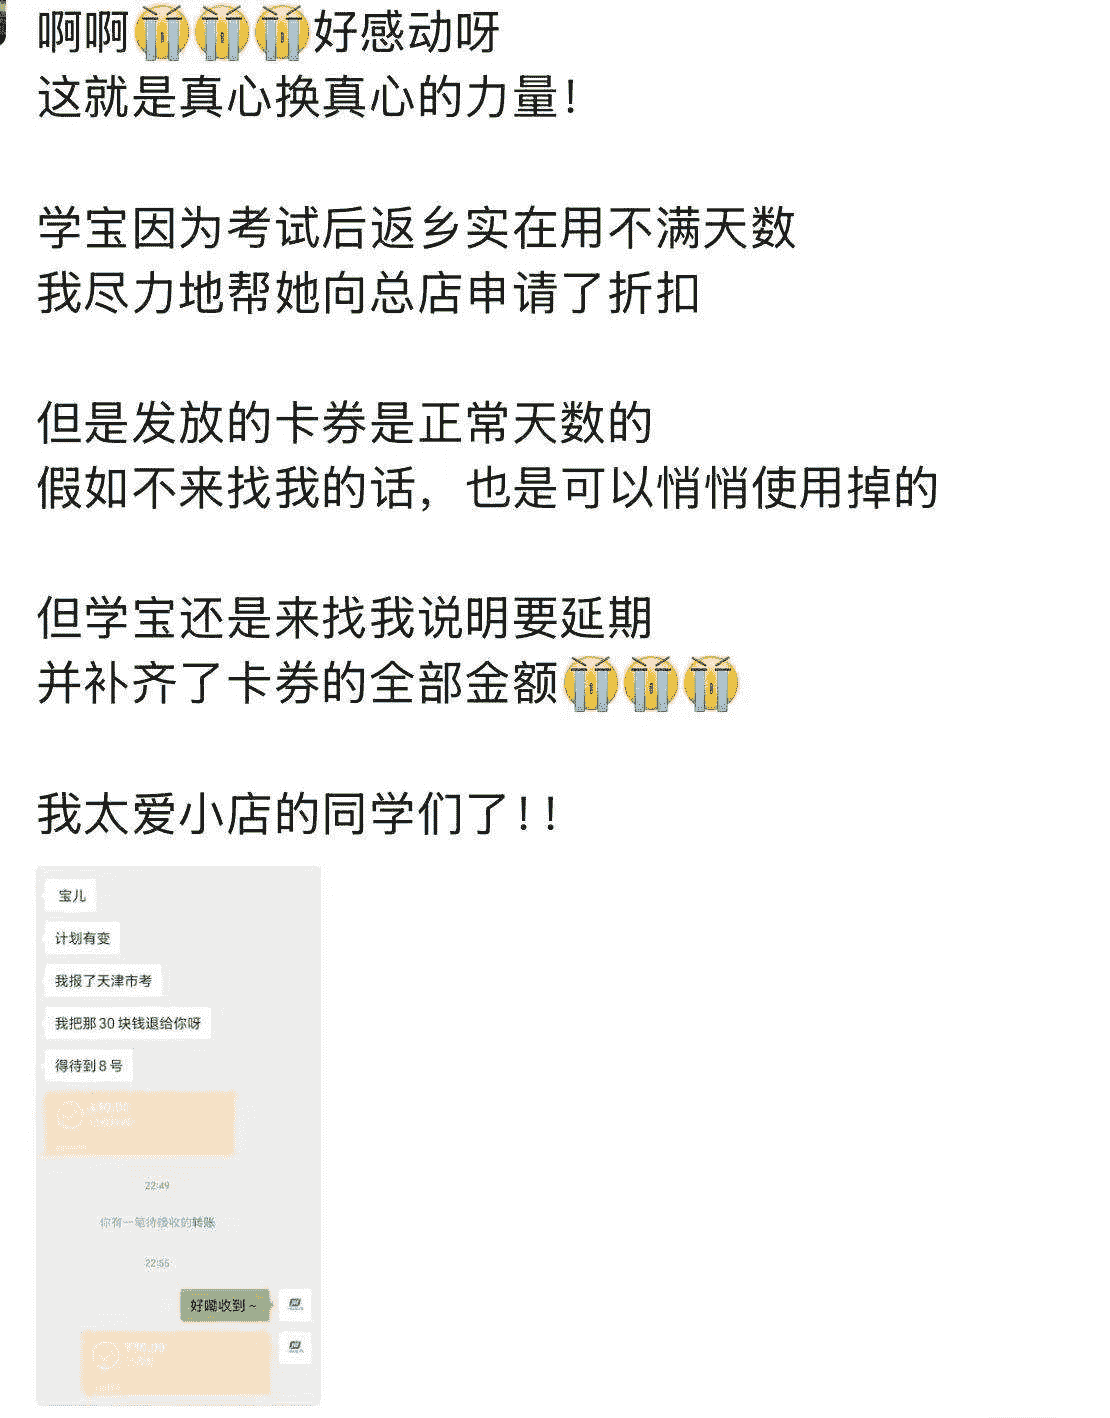 啊啊😭😭😭好感动呀
这就是真心换真心的力量！
学宝因为考试后返乡实在用不满天数
我尽力地帮她向总店申请了折扣
但是发放的卡券是正常天数的
假如不来找我的话，也是可以悄悄使用掉的
但学宝还是来找我说明要延期
并补齐了卡券的全部金额😭😭😭
我太爱小店的同学们了！！
宝儿
计划有变
我报了天津市考
我把那30块钱退给你呀
得待到8号
22:49
你有一笔待接收的转账
22:55
好嘞收到~